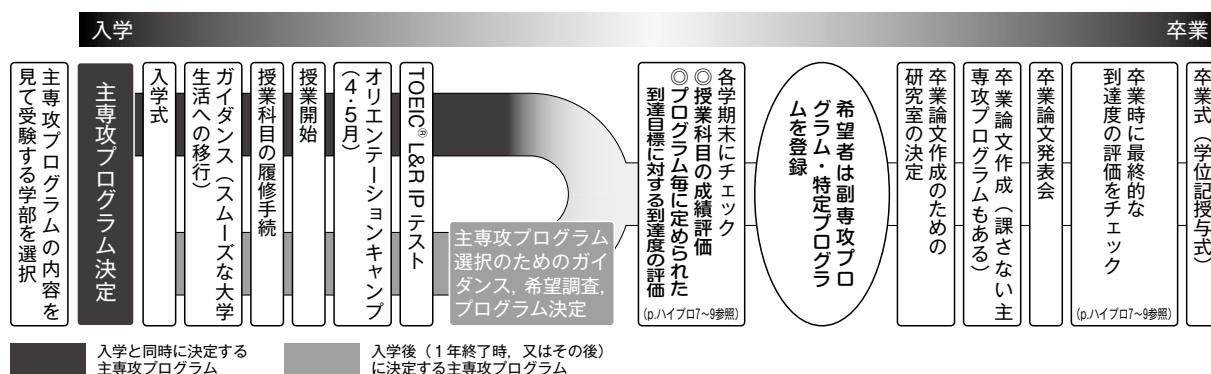 入学
卒業
主専攻プログラムの内容を
見て受験する学部を選択
主専攻プログラム決定
入学式
ガイダンス（スムーズな大学
生活への移行）
授業科目の履修手続
授業開始
オリエンテーションキャンプ
（4・5月）
TOEIC® L&R IP テスト
主専攻プログラム
選択のためのガイ
ダンス, 希望調査,
プログラム決定
各学期末にチェック
◎授業科目の成績評価
◎プログラム毎に定められた
到達目標に対する到達度の評価
(p.ハイプロ7〜9参照)
希望者は副専攻プロ
グラム・特定プログラ
ムを登録
卒業論文作成のための
研究室の決定
卒業論文作成（課さない主
専攻プログラムもある）
卒業論文発表会
卒業時に最終的な
到達度の評価をチェック
(p.ハイプロ7〜9参照)
卒業式（学位記授与式）
入学と同時に決定する
主専攻プログラム
入学後（1年終了時，又はその後）
に決定する主専攻プログラム